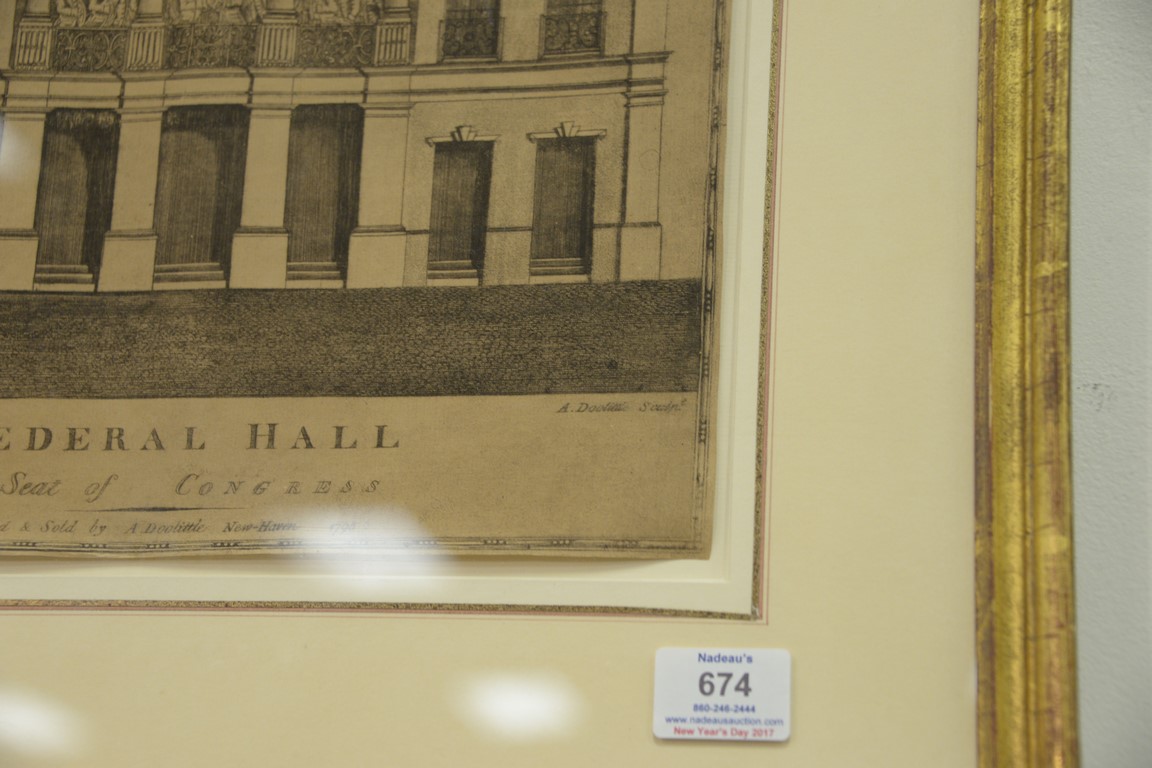 A. Doolittle Sculpt.
EDERAL HALL
Seat of CONGRESS
d & Sold by A Doolittle New-Haven
Nadeau's
674
860-246-2444
www.nadeausauction.com
New Year's Day 2017